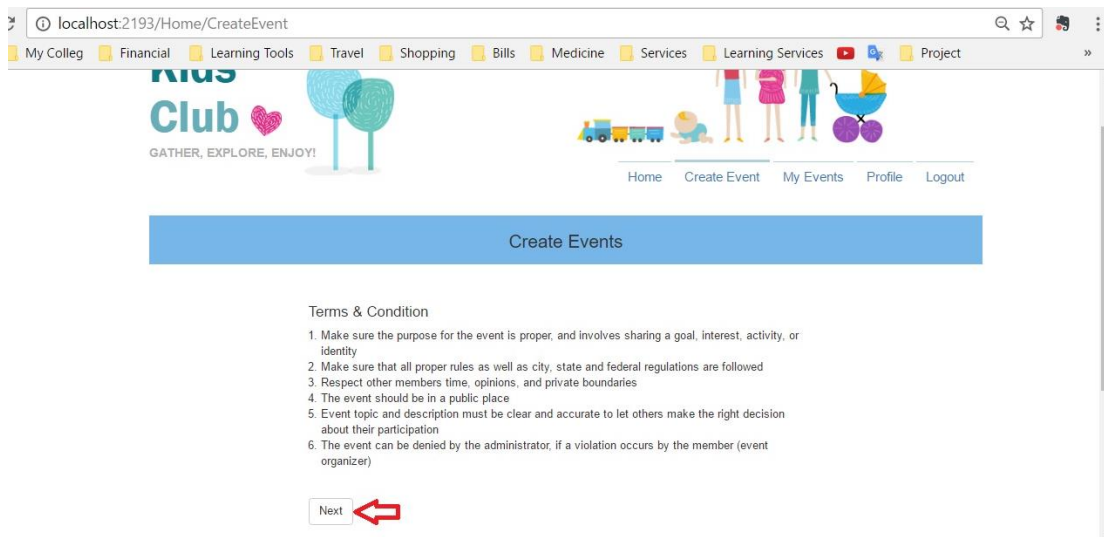 localhost:2193/Home/CreateEvent
My Colleg Financial Learning Tools Travel Shopping Bills Medicine Services Learning Services Project »
Kids
Club
GATHER, EXPLORE, ENJOY!
Home Create Event My Events Profile Logout
Create Events
Terms & Condition
1. Make sure the purpose for the event is proper, and involves sharing a goal, interest, activity, or
identity
2. Make sure that all proper rules as well as city, state and federal regulations are followed
3. Respect other members time, opinions, and private boundaries
4. The event should be in a public place
5. Event topic and description must be clear and accurate to let others make the right decision
about their participation
6. The event can be denied by the administrator, if a violation occurs by the member (event
organizer)
Next